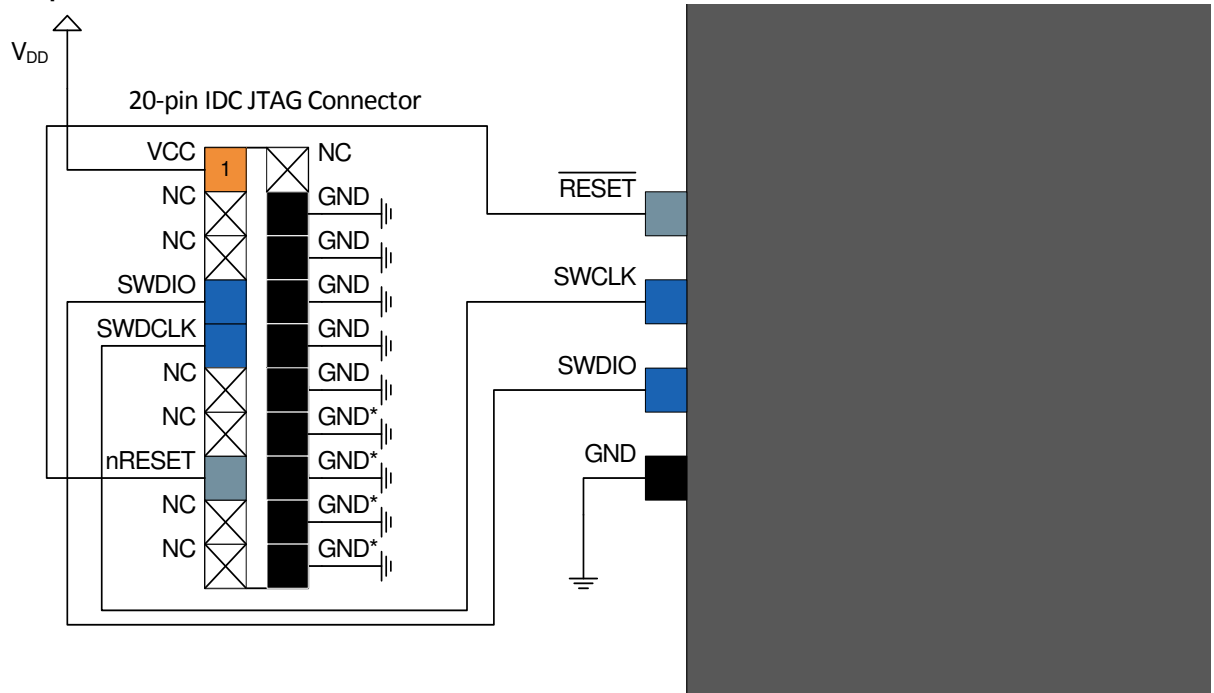 VDD
20-pin IDC JTAG Connector
VCC 1 NC
NC GND
NC GND
SWDIO GND
SWDCLK GND
NC GND
NC GND*
nRESET GND*
NC GND*
NC GND*
RESET
SWCLK
SWDIO
GND